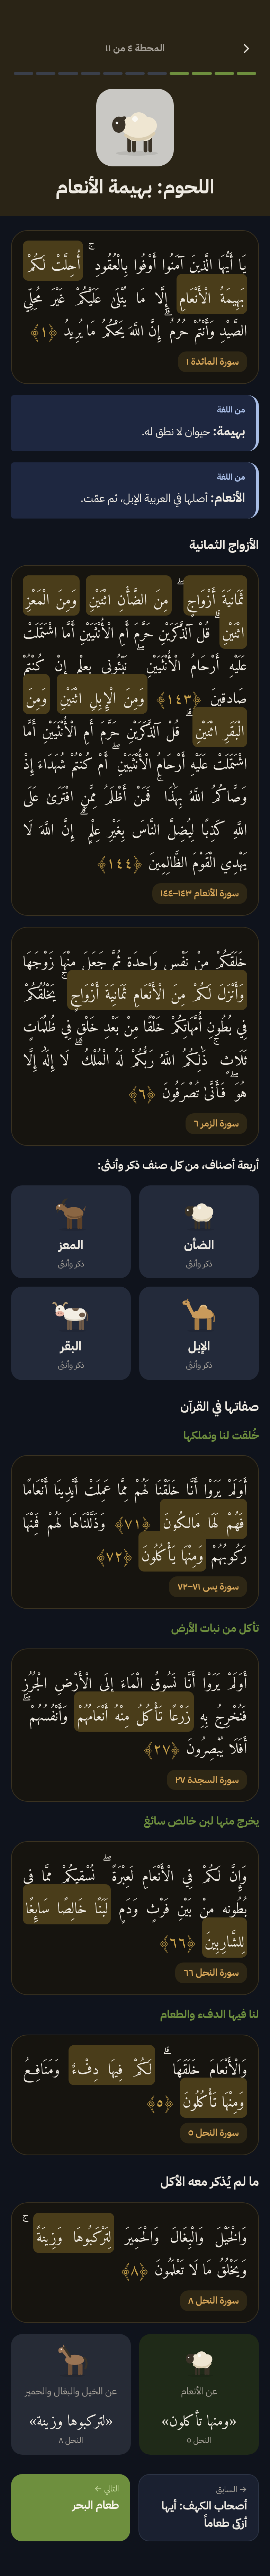 المحطة ٤ من ١١
اللحوم: بهيمة الأنعام
يَا أَيُّهَا الَّذِينَ آمَنُوا أَوْفُوا بِالْعُقُودِ ۚ أُحِلَّتْ لَكُمْ
بَهِيمَةُ الْأَنْعَامِ إِلَّا مَا يُتْلَىٰ عَلَيْكُمْ غَيْرَ مُحِلِّي
الصَّيْدِ وَأَنْتُمْ حُرُمٌ ۗ إِنَّ اللَّهَ يَحْكُمُ مَا يُرِيدُ ﴿١﴾
سورة المائدة ١
من اللغة
بهيمة: حيوان لا نطق له.
من اللغة
الأنعام: أصلها في العربية الإبل، ثم عمّت.
الأزواج الثمانية
ثَمَانِيَةَ أَزْوَاجٍ ۖ مِنَ الضَّأْنِ اثْنَيْنِ وَمِنَ الْمَعْزِ
اثْنَيْنِ ۗ قُلْ آلذَّكَرَيْنِ حَرَّمَ أَمِ الْأُنْثَيَيْنِ أَمَّا اشْتَمَلَتْ
عَلَيْهِ أَرْحَامُ الْأُنْثَيَيْنِ ۖ نَبِّئُونِي بِعِلْمٍ إِنْ كُنْتُمْ
صَادِقِينَ ﴿١٤٣﴾ وَمِنَ الْإِبِلِ اثْنَيْنِ وَمِنَ
الْبَقَرِ اثْنَيْنِ ۗ قُلْ آلذَّكَرَيْنِ حَرَّمَ أَمِ الْأُنْثَيَيْنِ أَمَّا
اشْتَمَلَتْ عَلَيْهِ أَرْحَامُ الْأُنْثَيَيْنِ ۖ أَمْ كُنْتُمْ شُهَدَاءَ إِذْ
وَصَّاكُمُ اللَّهُ بِهَٰذَا ۚ فَمَنْ أَظْلَمُ مِمَّنِ افْتَرَىٰ عَلَى
اللَّهِ كَذِبًا لِيُضِلَّ النَّاسَ بِغَيْرِ عِلْمٍ ۗ إِنَّ اللَّهَ لَا
يَهْدِي الْقَوْمَ الظَّالِمِينَ ﴿١٤٤﴾
سورة الأنعام ١٤٣–١٤٤
خَلَقَكُمْ مِنْ نَفْسٍ وَاحِدَةٍ ثُمَّ جَعَلَ مِنْهَا زَوْجَهَا
وَأَنْزَلَ لَكُمْ مِنَ الْأَنْعَامِ ثَمَانِيَةَ أَزْوَاجٍ ۚ يَخْلُقُكُمْ
فِي بُطُونِ أُمَّهَاتِكُمْ خَلْقًا مِنْ بَعْدِ خَلْقٍ فِي ظُلُمَاتٍ
ثَلَاثٍ ۚ ذَٰلِكُمُ اللَّهُ رَبُّكُمْ لَهُ الْمُلْكُ ۖ لَا إِلَٰهَ إِلَّا
هُوَ ۖ فَأَنَّىٰ تُصْرَفُونَ ﴿٦﴾
سورة الزمر ٦
أربعة أصناف، من كل صنف ذكر وأنثى:
الضأن
ذكر وأنثى
المعز
ذكر وأنثى
الإبل
ذكر وأنثى
البقر
ذكر وأنثى
صفاتها في القرآن
خُلقت لنا ونملكها
أَوَلَمْ يَرَوْا أَنَّا خَلَقْنَا لَهُمْ مِمَّا عَمِلَتْ أَيْدِينَا أَنْعَامًا
فَهُمْ لَهَا مَالِكُونَ ﴿٧١﴾ وَذَلَّلْنَاهَا لَهُمْ فَمِنْهَا
رَكُوبُهُمْ وَمِنْهَا يَأْكُلُونَ ﴿٧٢﴾
سورة يس ٧١–٧٢
تأكل من نبات الأرض
أَوَلَمْ يَرَوْا أَنَّا نَسُوقُ الْمَاءَ إِلَى الْأَرْضِ الْجُرُزِ
فَنُخْرِجُ بِهِ زَرْعًا تَأْكُلُ مِنْهُ أَنْعَامُهُمْ وَأَنْفُسُهُمْ ۖ
أَفَلَا يُبْصِرُونَ ﴿٢٧﴾
سورة السجدة ٢٧
يخرج منها لبن خالص سائغ
وَإِنَّ لَكُمْ فِي الْأَنْعَامِ لَعِبْرَةً ۖ نُسْقِيكُمْ مِمَّا فِي
بُطُونِهِ مِنْ بَيْنِ فَرْثٍ وَدَمٍ لَبَنًا خَالِصًا سَائِغًا
لِلشَّارِبِينَ ﴿٦٦﴾
سورة النحل ٦٦
لنا فيها الدفء والطعام
وَالْأَنْعَامَ خَلَقَهَا ۗ لَكُمْ فِيهَا دِفْءٌ وَمَنَافِعُ
وَمِنْهَا تَأْكُلُونَ ﴿٥﴾
سورة النحل ٥
ما لم يُذكر معه الأكل
وَالْخَيْلَ وَالْبِغَالَ وَالْحَمِيرَ لِتَرْكَبُوهَا وَزِينَةً ۚ
وَيَخْلُقُ مَا لَا تَعْلَمُونَ ﴿٨﴾
سورة النحل ٨
عن الأنعام
«ومنها تأكلون»
النحل ٥
عن الخيل والبغال والحمير
«لتركبوها وزينة»
النحل ٨
→ السابق
أصحاب الكهف: أيها
أزكى طعاماً
التالي ←
طعام البحر